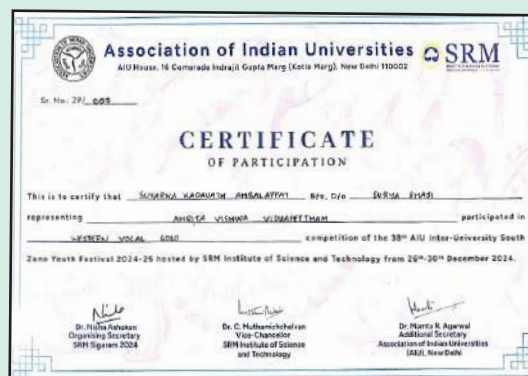 Association of Indian Universities
SRM
AIU House, 16 Comarade Indrajit Gupta Marg (Kotla Marg), New Delhi 110002
Sr. No: ZP/ 003
CERTIFICATE
OF PARTICIPATION
This is to certify that SUVARNA KADAVATH AMBALAPPAT S/o, D/o SURYA SHAJI
representing AMRITA VISHWA VIDYAPEETHAM participated in
WESTERN VOCAL SOLO competition of the 38th AIU Inter-University South
Zone Youth Festival 2024-25 hosted by SRM Institute of Science and Technology from 26th-30th December 2024.
Dr. Nisha Ashokan
Organising Secretary
SRM Sigaram 2024
Dr. C. Muthamizhchelvan
Vice-Chancellor
SRM Institute of Science
and Technology
Dr. Mamta R. Agarwal
Additional Secretary
Association of Indian Universities
(AIU), New Delhi